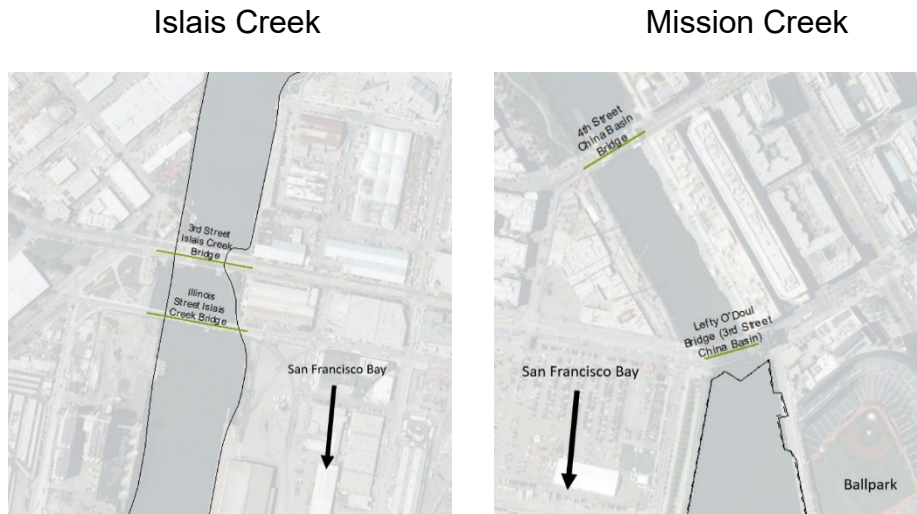 Islais Creek
Mission Creek
3rd Street
Islais Creek
Bridge
Illinois
Street Islais
Creek Bridge
San Francisco Bay
4th Street
China Basin
Bridge
Lefty O'Doul
Bridge (3rd Street
China Basin)
San Francisco Bay
Ballpark